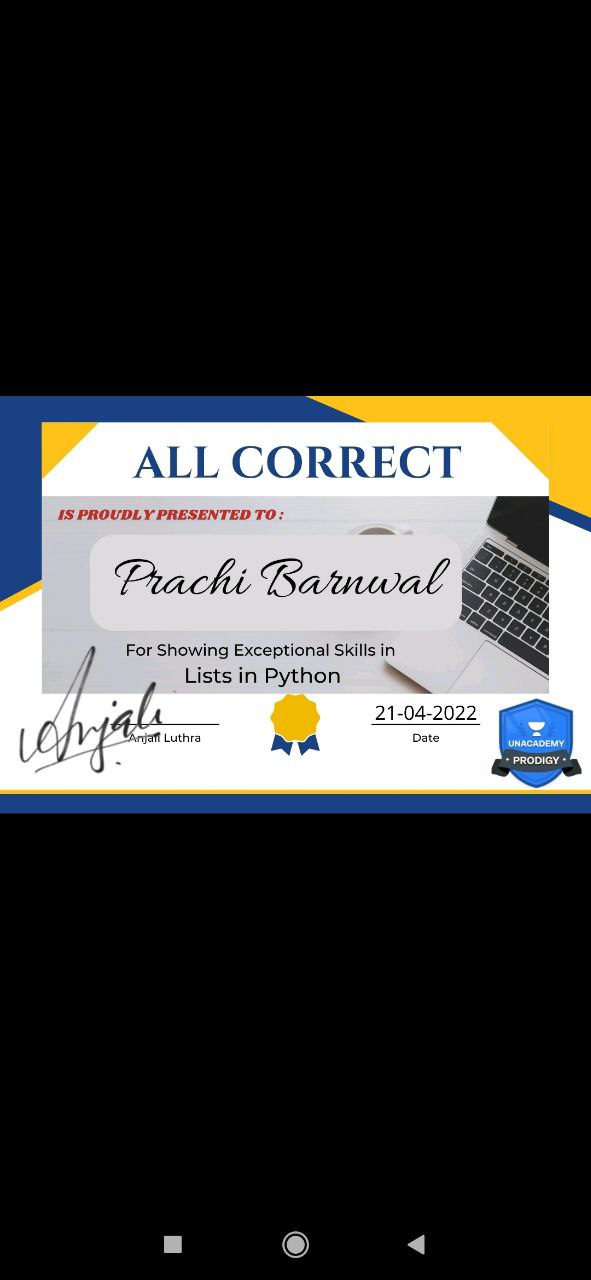 ALL CORRECT
IS PROUDLY PRESENTED TO :
Prachi Barnwal
For Showing Exceptional Skills in
Lists in Python
Anjali
Anjali Luthra
21-04-2022
Date
UNACADEMY
PRODIGY